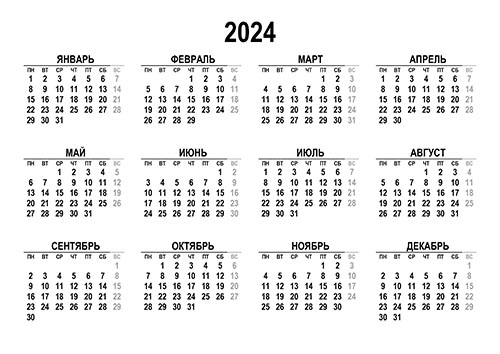 2024
ЯНВАРЬ
ПН ВТ СР ЧТ ПТ СБ ВС
1 2 3 4 5 6 7
8 9 10 11 12 13 14
15 16 17 18 19 20 21
22 23 24 25 26 27 28
29 30 31
ФЕВРАЛЬ
ПН ВТ СР ЧТ ПТ СБ ВС
1 2 3 4
5 6 7 8 9 10 11
12 13 14 15 16 17 18
19 20 21 22 23 24 25
26 27 28 29
МАРТ
ПН ВТ СР ЧТ ПТ СБ ВС
1 2 3
4 5 6 7 8 9 10
11 12 13 14 15 16 17
18 19 20 21 22 23 24
25 26 27 28 29 30 31
АПРЕЛЬ
ПН ВТ СР ЧТ ПТ СБ ВС
1 2 3 4 5 6 7
8 9 10 11 12 13 14
15 16 17 18 19 20 21
22 23 24 25 26 27 28
29 30
МАЙ
ПН ВТ СР ЧТ ПТ СБ ВС
1 2 3 4 5
6 7 8 9 10 11 12
13 14 15 16 17 18 19
20 21 22 23 24 25 26
27 28 29 30 31
ИЮНЬ
ПН ВТ СР ЧТ ПТ СБ ВС
1 2
3 4 5 6 7 8 9
10 11 12 13 14 15 16
17 18 19 20 21 22 23
24 25 26 27 28 29 30
ИЮЛЬ
ПН ВТ СР ЧТ ПТ СБ ВС
1 2 3 4 5 6 7
8 9 10 11 12 13 14
15 16 17 18 19 20 21
22 23 24 25 26 27 28
29 30 31
АВГУСТ
ПН ВТ СР ЧТ ПТ СБ ВС
1 2 3 4
5 6 7 8 9 10 11
12 13 14 15 16 17 18
19 20 21 22 23 24 25
26 27 28 29 30 31
СЕНТЯБРЬ
ПН ВТ СР ЧТ ПТ СБ ВС
1
2 3 4 5 6 7 8
9 10 11 12 13 14 15
16 17 18 19 20 21 22
23 24 25 26 27 28 29
30
ОКТЯБРЬ
ПН ВТ СР ЧТ ПТ СБ ВС
1 2 3 4 5 6
7 8 9 10 11 12 13
14 15 16 17 18 19 20
21 22 23 24 25 26 27
28 29 30 31
НОЯБРЬ
ПН ВТ СР ЧТ ПТ СБ ВС
1 2 3
4 5 6 7 8 9 10
11 12 13 14 15 16 17
18 19 20 21 22 23 24
25 26 27 28 29 30
ДЕКАБРЬ
ПН ВТ СР ЧТ ПТ СБ ВС
1
2 3 4 5 6 7 8
9 10 11 12 13 14 15
16 17 18 19 20 21 22
23 24 25 26 27 28 29
30 31